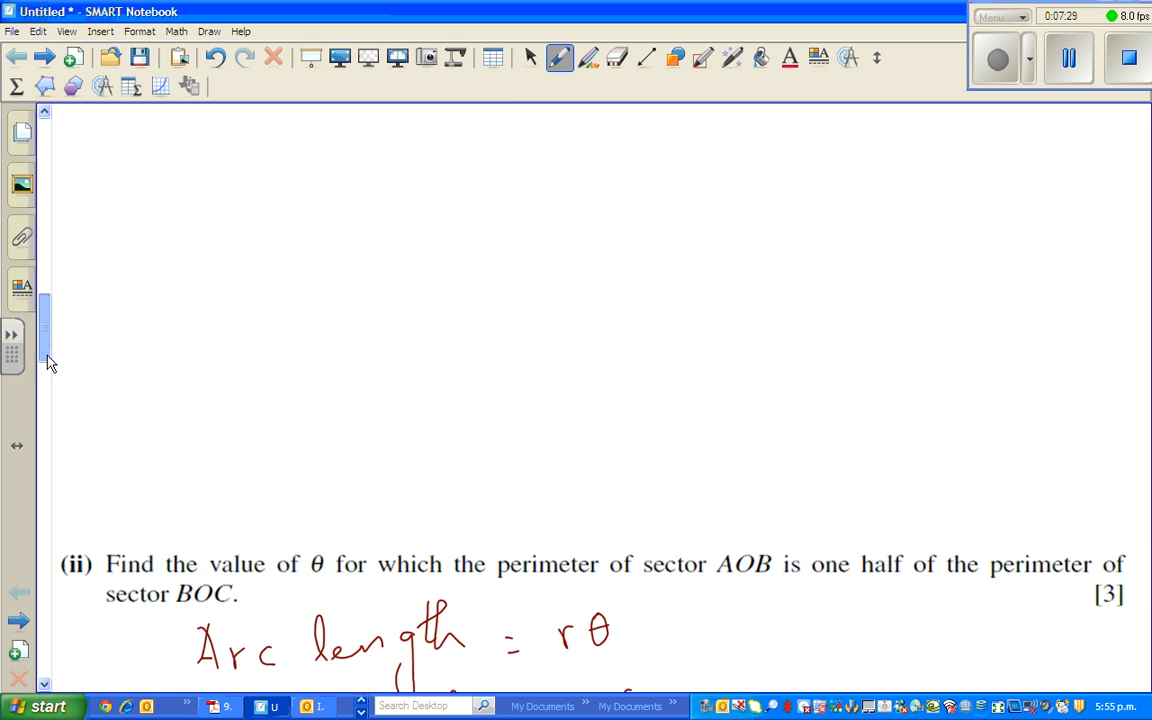 Untitled * - SMART Notebook
File Edit View Insert Format Math Draw Help
Menu 0:07:29 8.0 fps
(ii) Find the value of θ for which the perimeter of sector AOB is one half of the perimeter of
sector BOC. [3]
Arc length = rθ
start 9. U I. Search Desktop My Documents » My Documents » 5:55 p.m.